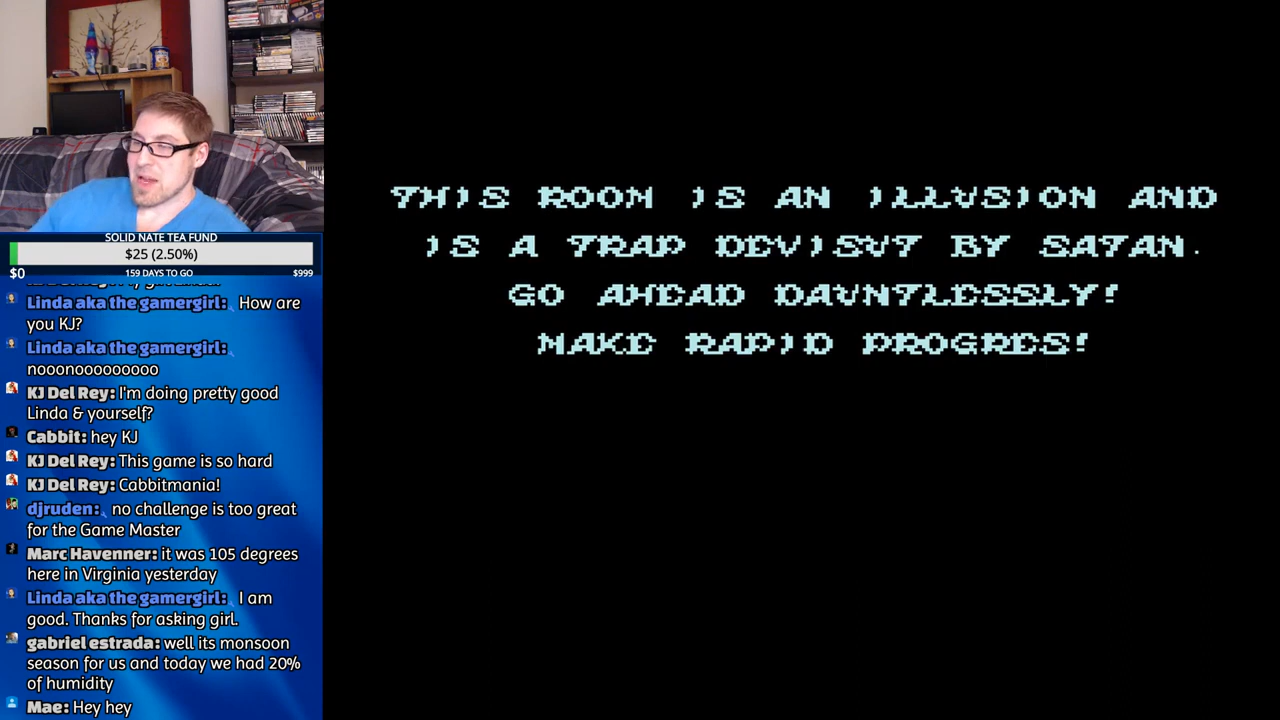 SOLID NATE TEA FUND
$25 (2.50%)
$0 159 DAYS TO GO $999
Linda aka the gamergirl: How are
you KJ?
Linda aka the gamergirl:
nooonooooooooo
KJ Del Rey: I'm doing pretty good
Linda & yourself?
Cabbit: hey KJ
KJ Del Rey: This game is so hard
KJ Del Rey: Cabbitmania!
djruden: no challenge is too great
for the Game Master
Marc Havenner: it was 105 degrees
here in Virginia yesterday
Linda aka the gamergirl: I am
good. Thanks for asking girl.
gabriel estrada: well its monsoon
season for us and today we had 20%
of humidity
Mae: Hey hey
THIS ROOM IS AN ILLUSION AND
IS A TRAP DEVISUT BY SATAN.
GO AHEAD DAUNTLESSLY!
MAKE RAPID PROGRES!